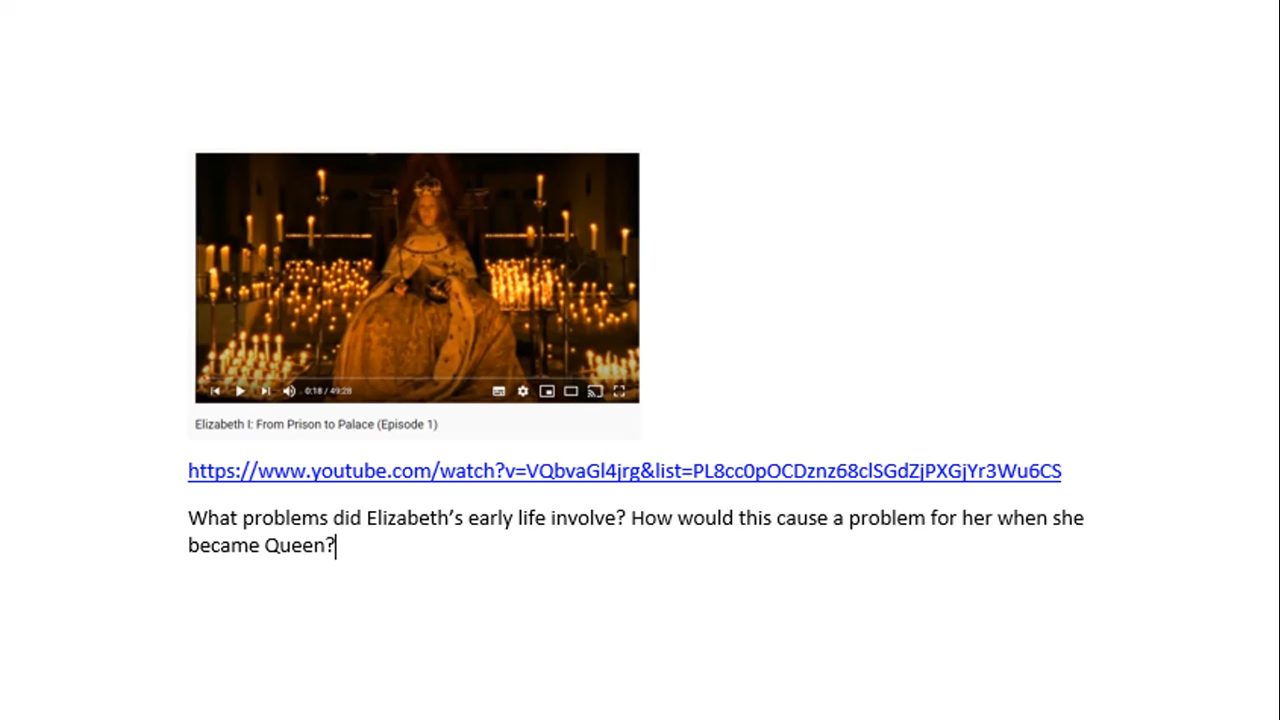 0:18 / 49:28
Elizabeth I: From Prison to Palace (Episode 1)
https://www.youtube.com/watch?v=VQbvaGl4jrg&list=PL8cc0pOCDznz68clSGdZjPXGjYr3Wu6CS
What problems did Elizabeth’s early life involve? How would this cause a problem for her when she
became Queen?